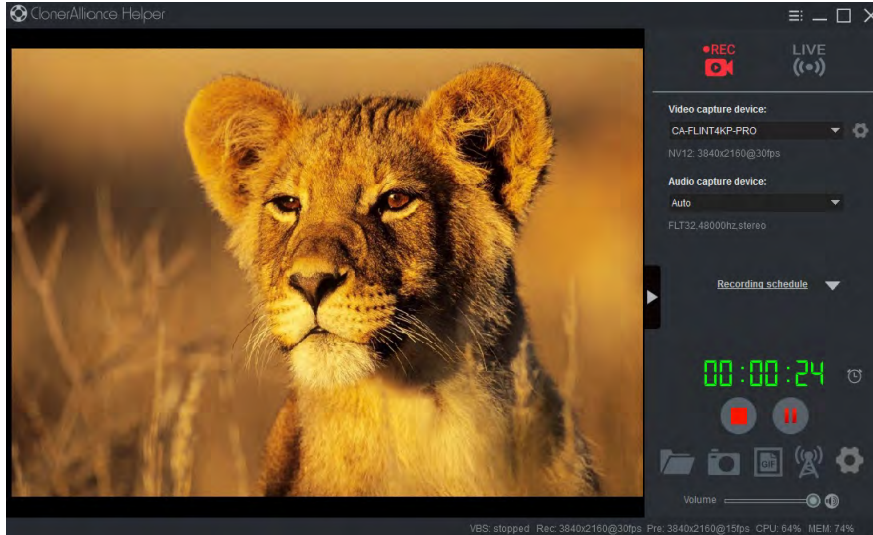 ClonerAlliance Helper
REC
LIVE
Video capture device:
CA-FLINT4KP-PRO
NV12: 3840x2160@30fps
Audio capture device:
Auto
FLT32,48000hz,stereo
Recording schedule
00:00:24
GIF
Volume
VBS: stopped Rec: 3840x2160@30fps Pre: 3840x2160@15fps CPU: 64% MEM: 74%